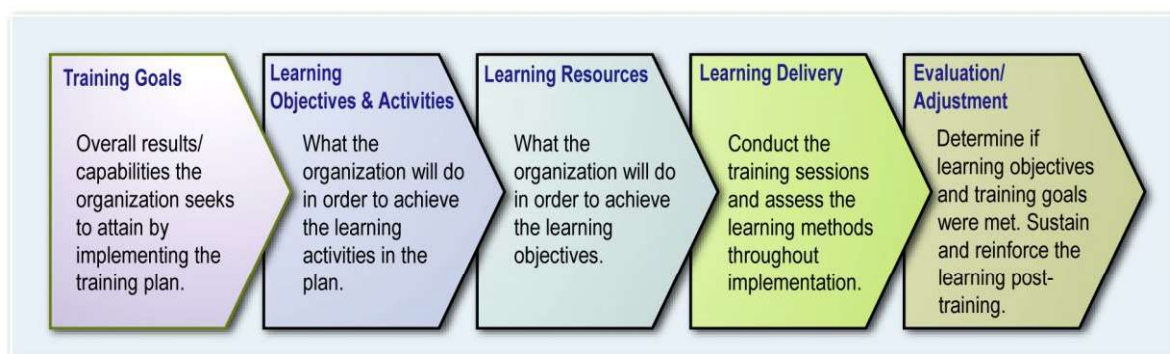 Training Goals
Overall results/
capabilities the
organization seeks
to attain by
implementing the
training plan.
Learning
Objectives & Activities
What the
organization will do
in order to achieve
the learning
activities in the
plan.
Learning Resources
What the
organization will do
in order to achieve
the learning
objectives.
Learning Delivery
Conduct the
training sessions
and assess the
learning methods
throughout
implementation.
Evaluation/
Adjustment
Determine if
learning objectives
and training goals
were met. Sustain
and reinforce the
learning post-
training.